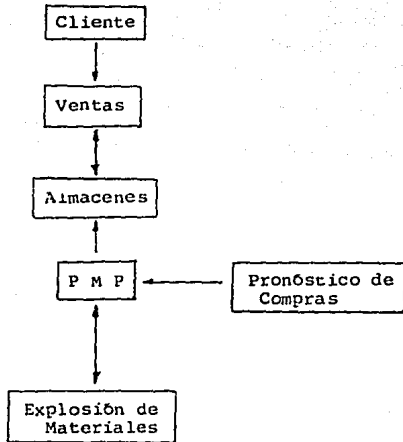 Cliente
Ventas
Almacenes
P M P
Pronóstico de
Compras
Explosión de
Materiales